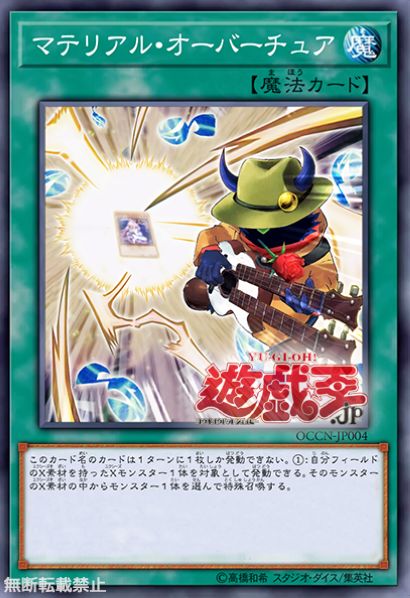 マテリアル・オーバーチュア
魔
【魔法カード】
YU-GI-OH!
遊戯王.jp
OCCN-JP004
このカード名のカードは１ターンに１枚しか発動できない。①：自分フィールド
のX素材を持ったXモンスター１体を対象として発動できる。そのモンスター
のX素材の中からモンスター１体を選んで特殊召喚する。
無断転載禁止
©高橋和希 スタジオ・ダイス/集英社